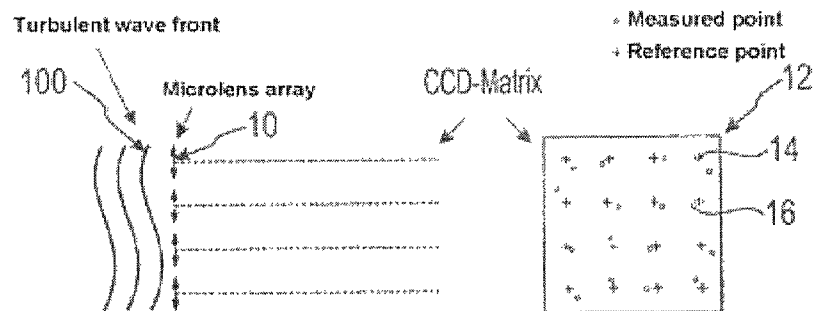 Turbulent wave front
100
Microlens array
10
CCD-Matrix
Measured point
Reference point
12
14
16